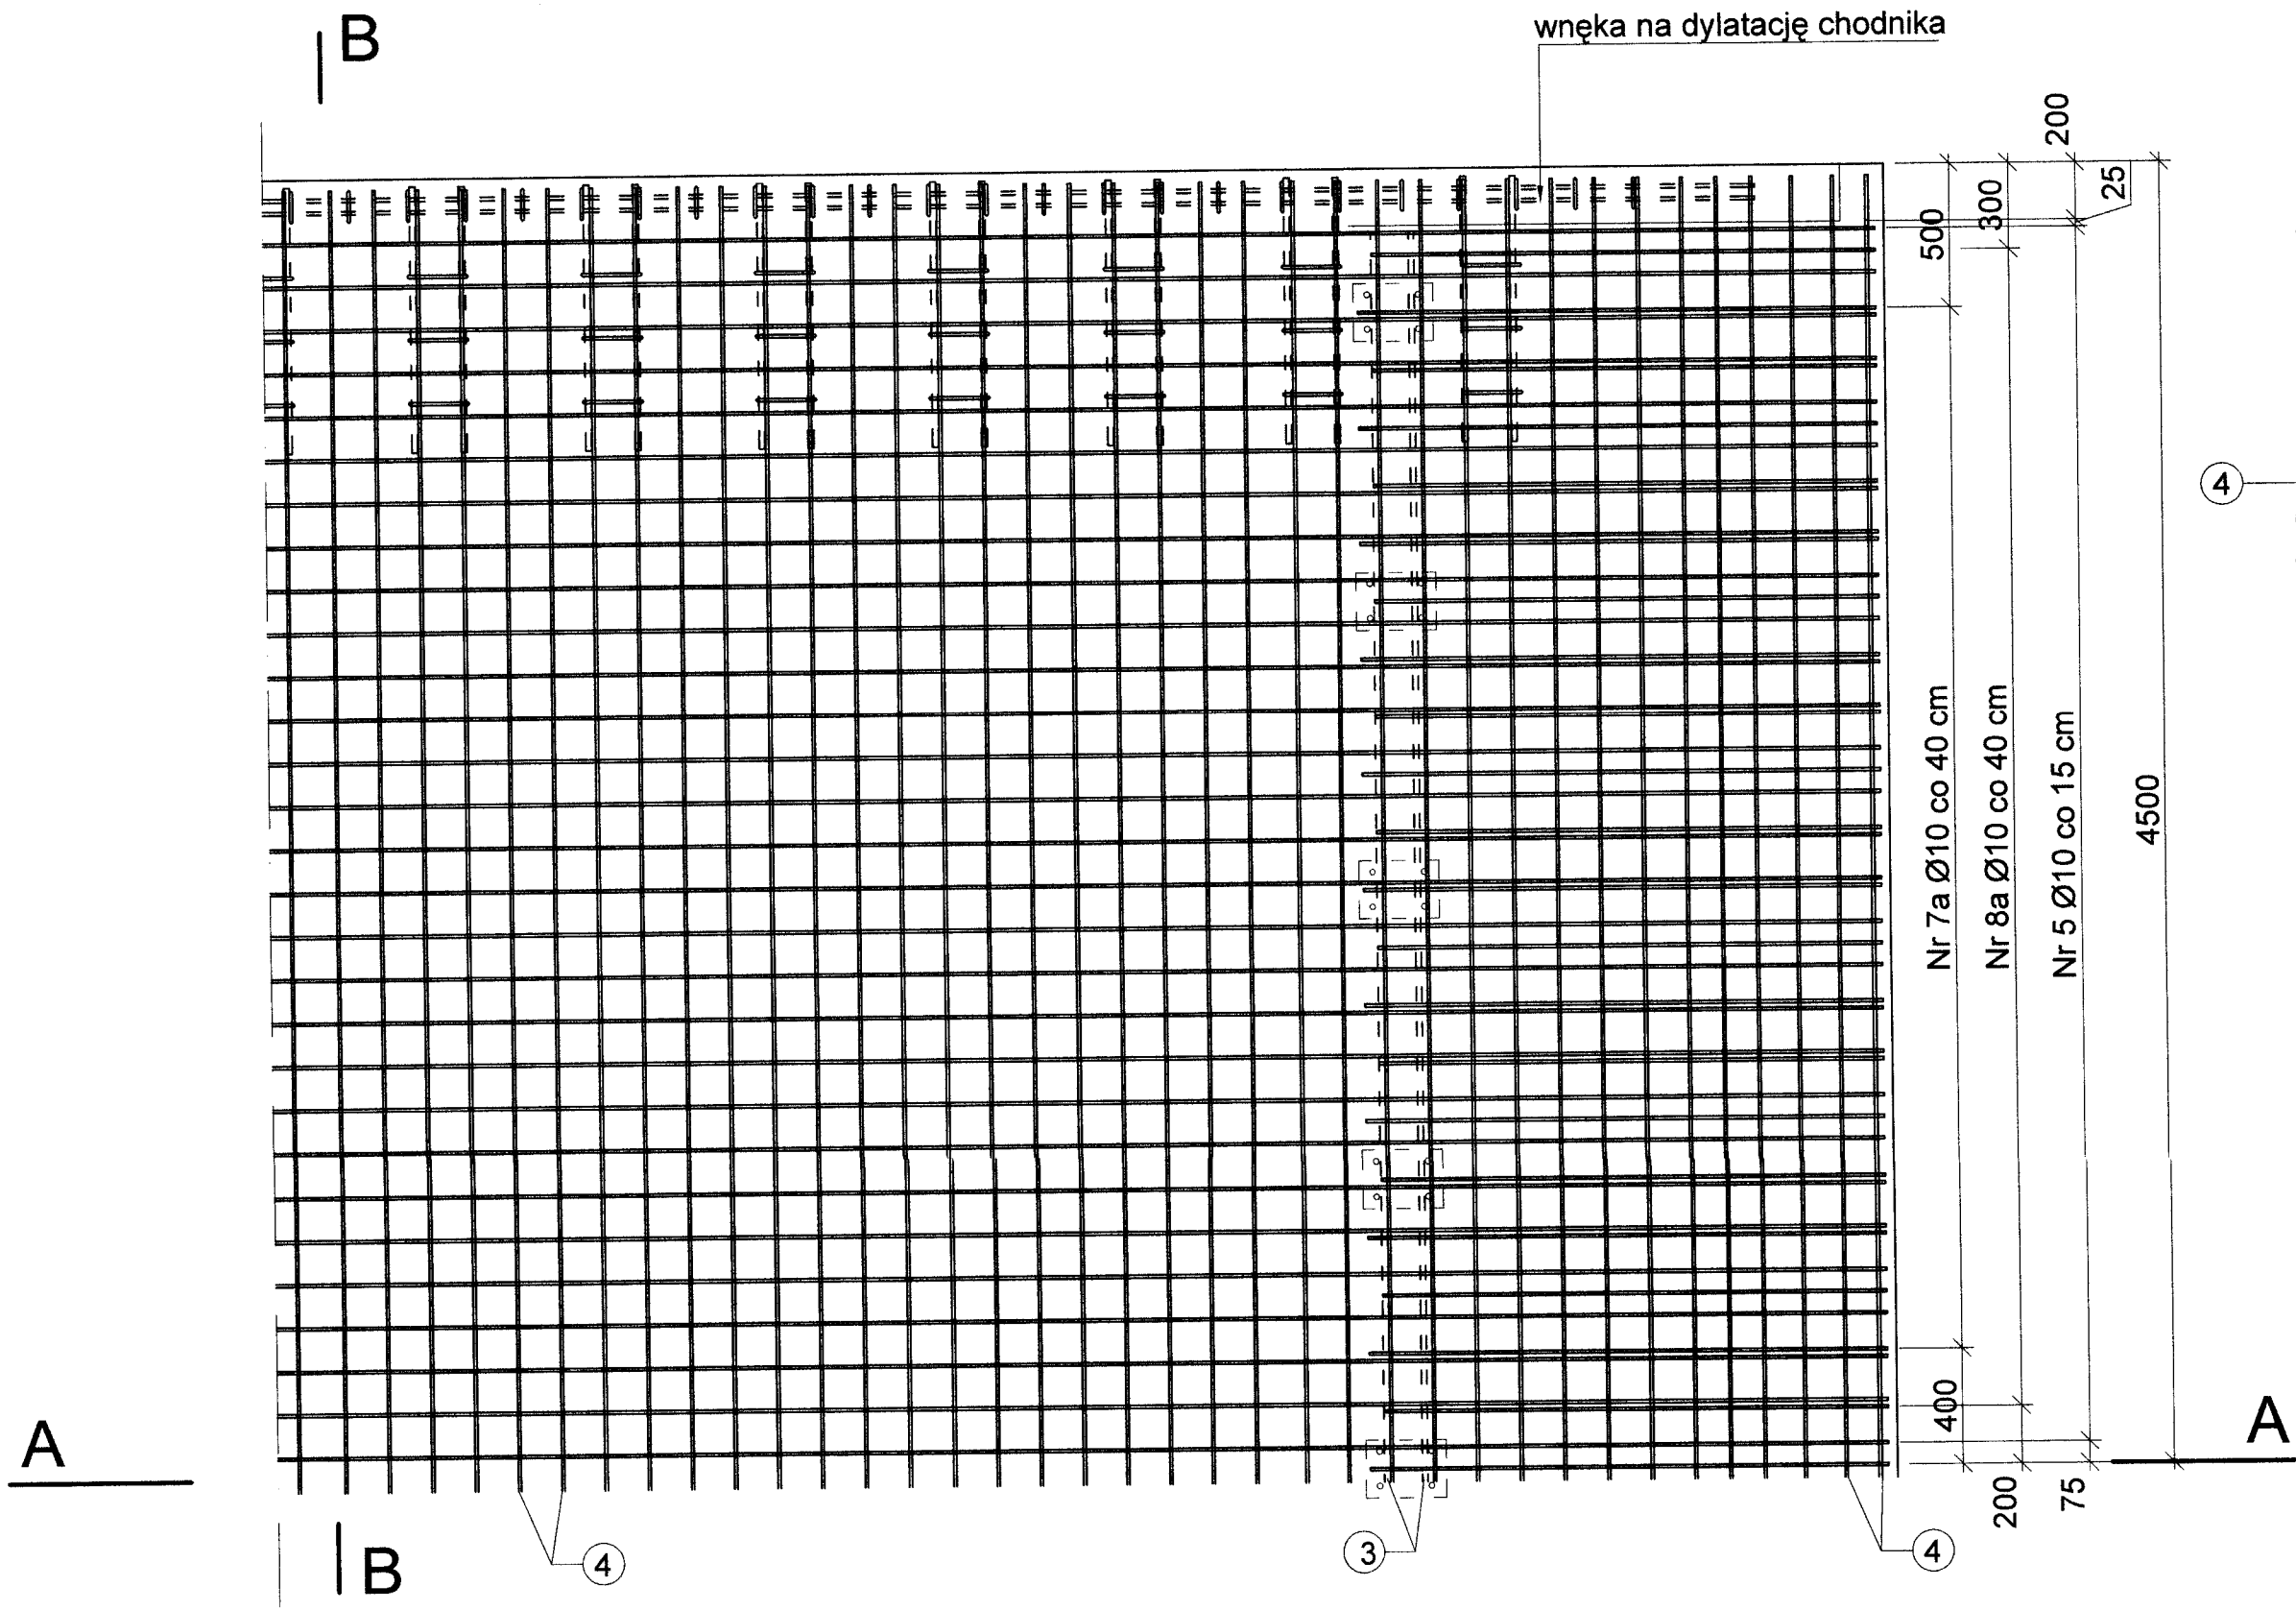 B
wnęka na dylatację chodnika
200
25
300
500
4
Nr 7a Ø10 co 40 cm
Nr 8a Ø10 co 40 cm
Nr 5 Ø10 co 15 cm
4500
400
200
75
A
A
B
4
3
4